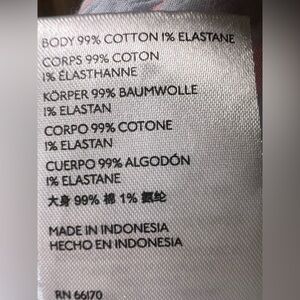 BODY 99% COTTON 1% ELASTANE
CORPS 99% COTON
1% ÉLASTHANNE
KÖRPER 99% BAUMWOLLE
1% ELASTAN
CORPO 99% COTONE
1% ELASTAN
CUERPO 99% ALGODÓN
1% ELASTANE
大身 99% 棉 1% 氨纶
MADE IN INDONESIA
HECHO EN INDONESIA
RN 66170